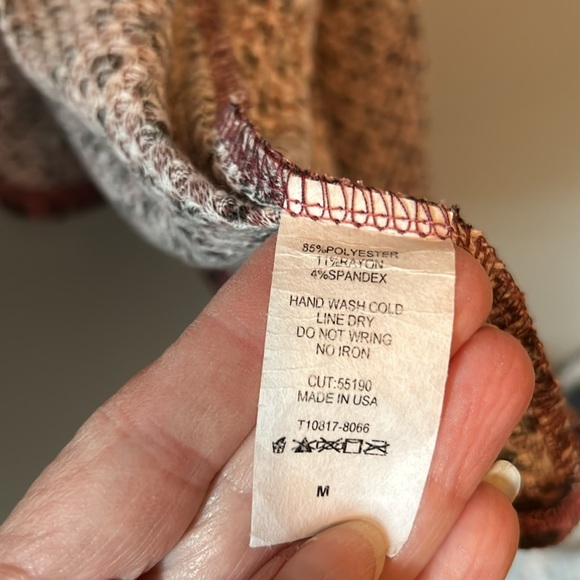 85%POLYESTER
11%RAYON
4%SPANDEX
HAND WASH COLD
LINE DRY
DO NOT WRING
NO IRON
CUT:55190
MADE IN USA
T10817-8066
M